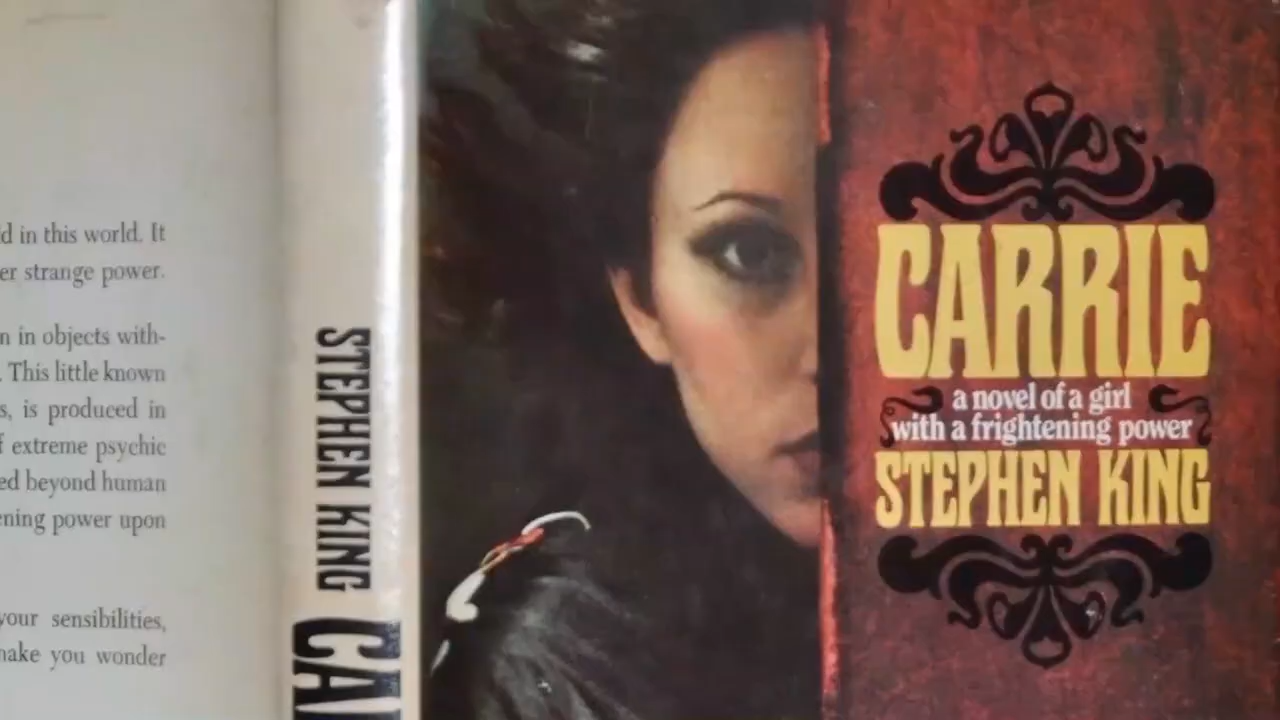 d in this world. It
er strange power.
n in objects with-
. This little known
s, is produced in
f extreme psychic
ed beyond human
ening power upon
your sensibilities,
make you wonder
STEPHEN KING
CARRIE
a novel of a girl
with a frightening power
STEPHEN KING